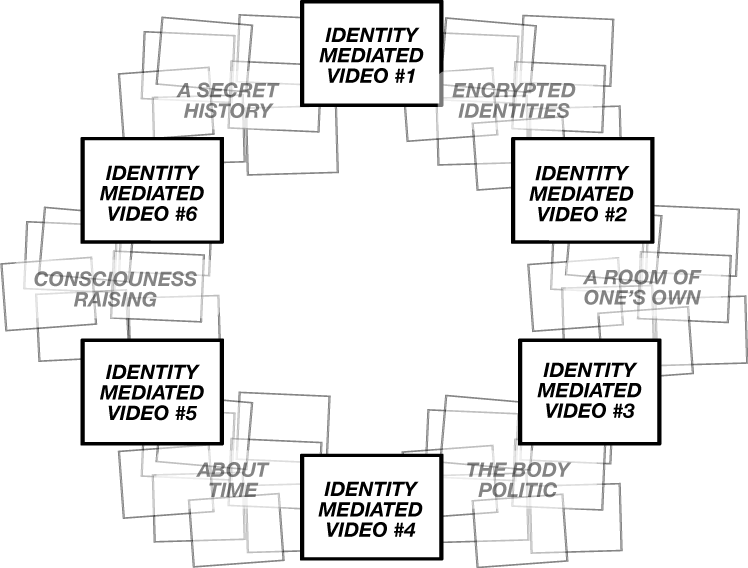 IDENTITY
MEDIATED
VIDEO #1
A SECRET
HISTORY
ENCRYPTED
IDENTITIES
IDENTITY
MEDIATED
VIDEO #6
IDENTITY
MEDIATED
VIDEO #2
CONSCIOUNESS
RAISING
A ROOM OF
ONE'S OWN
IDENTITY
MEDIATED
VIDEO #5
IDENTITY
MEDIATED
VIDEO #3
ABOUT
TIME
THE BODY
POLITIC
IDENTITY
MEDIATED
VIDEO #4